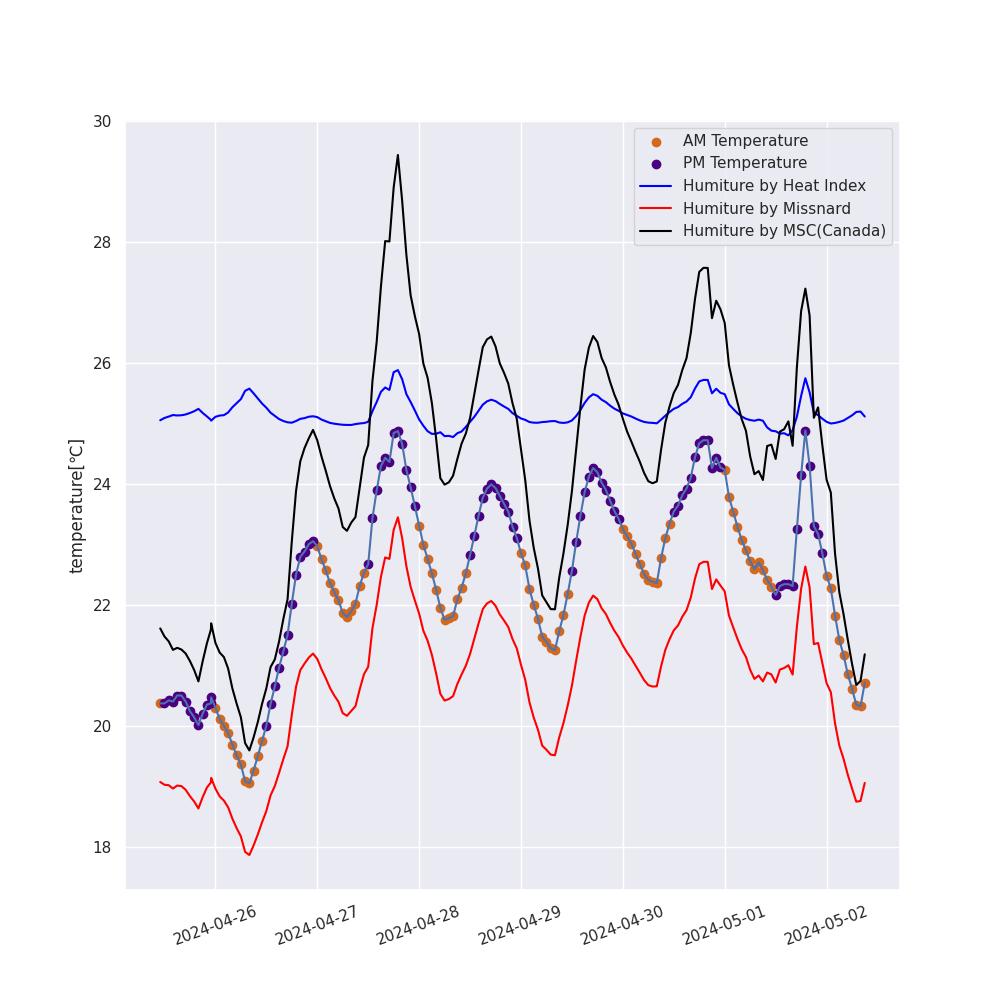 30
28
26
24
22
20
18
temperature[℃]
AM Temperature
PM Temperature
Humiture by Heat Index
Humiture by Missnard
Humiture by MSC(Canada)
2024-04-26
2024-04-27
2024-04-28
2024-04-29
2024-04-30
2024-05-01
2024-05-02